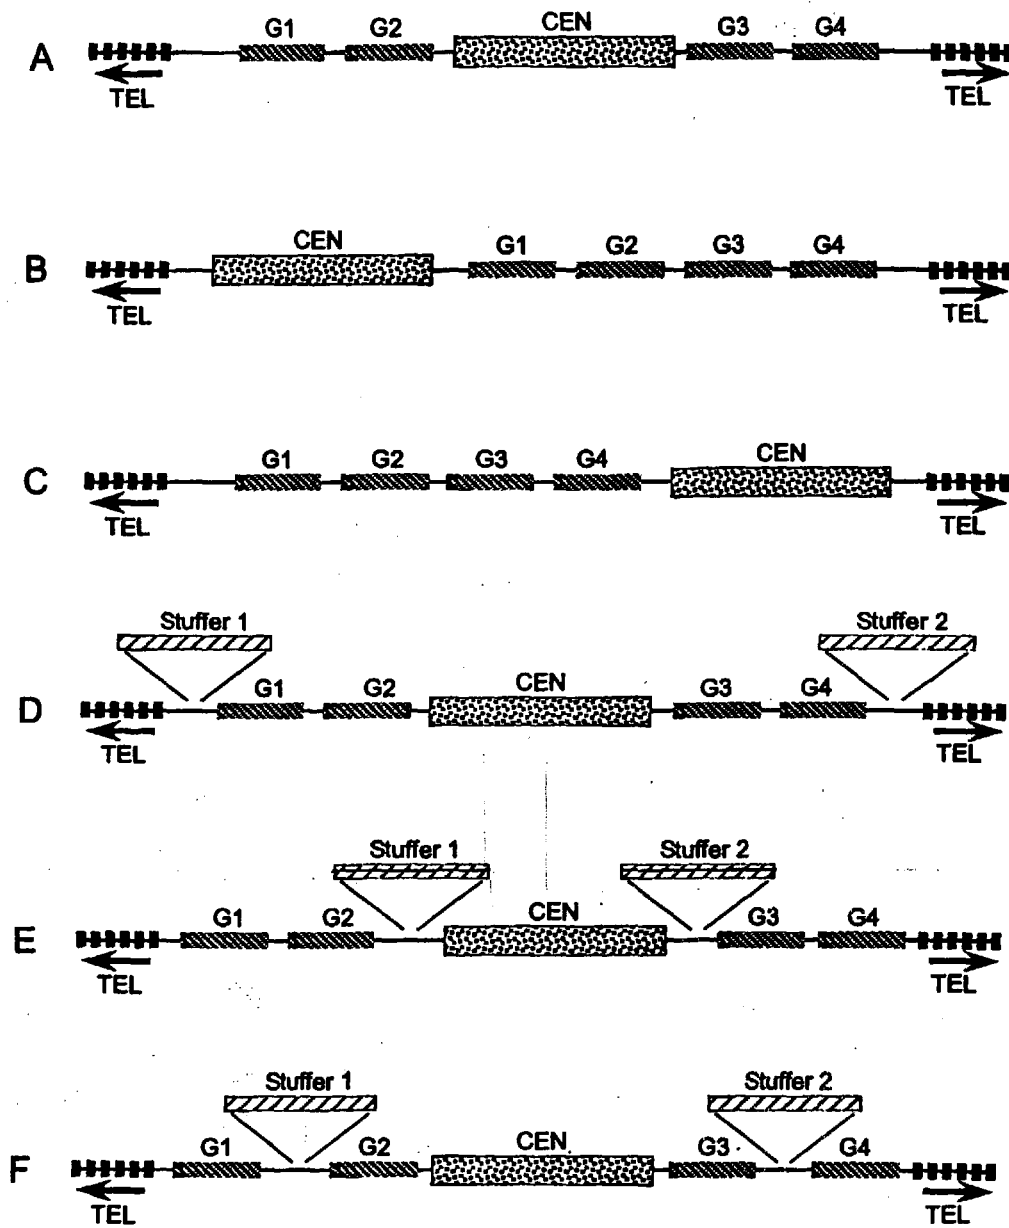 G1 G2 CEN G3 G4
A
TEL TEL
CEN G1 G2 G3 G4
B
TEL TEL
G1 G2 G3 G4 CEN
C
TEL TEL
Stuffer 1 Stuffer 2
G1 G2 CEN G3 G4
D
TEL TEL
Stuffer 1 Stuffer 2
G1 G2 CEN G3 G4
E
TEL TEL
Stuffer 1 Stuffer 2
G1 G2 CEN G3 G4
F
TEL TEL